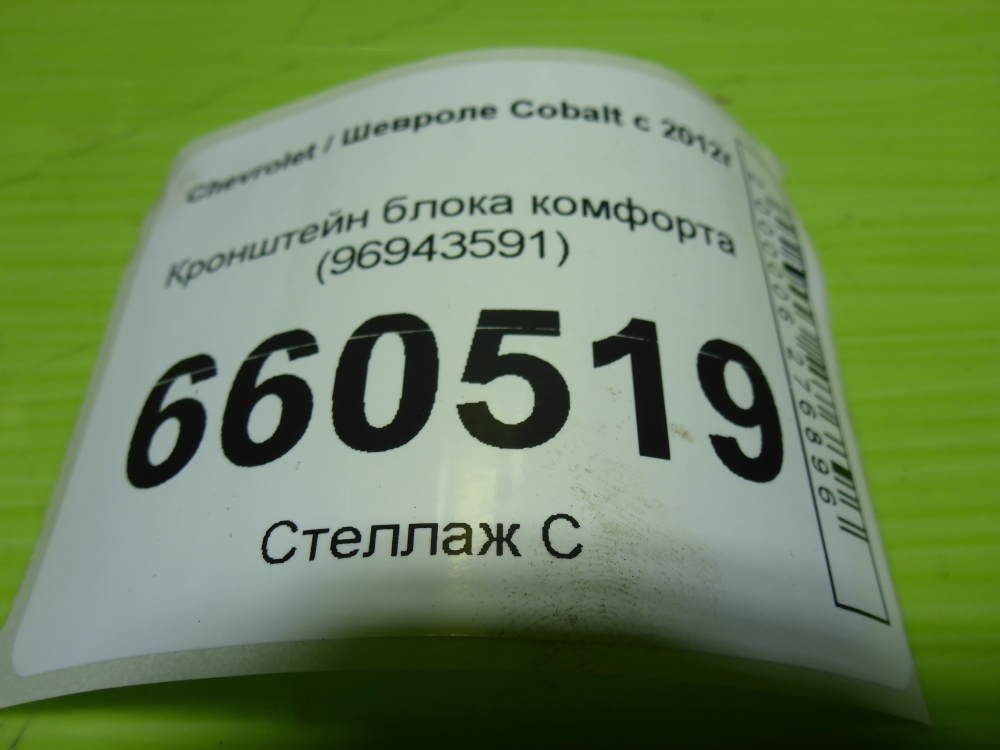 Chevrolet / Шевроле Cobalt с 2012г
Кронштейн блока комфорта
(96943591)
660519
Стеллаж С